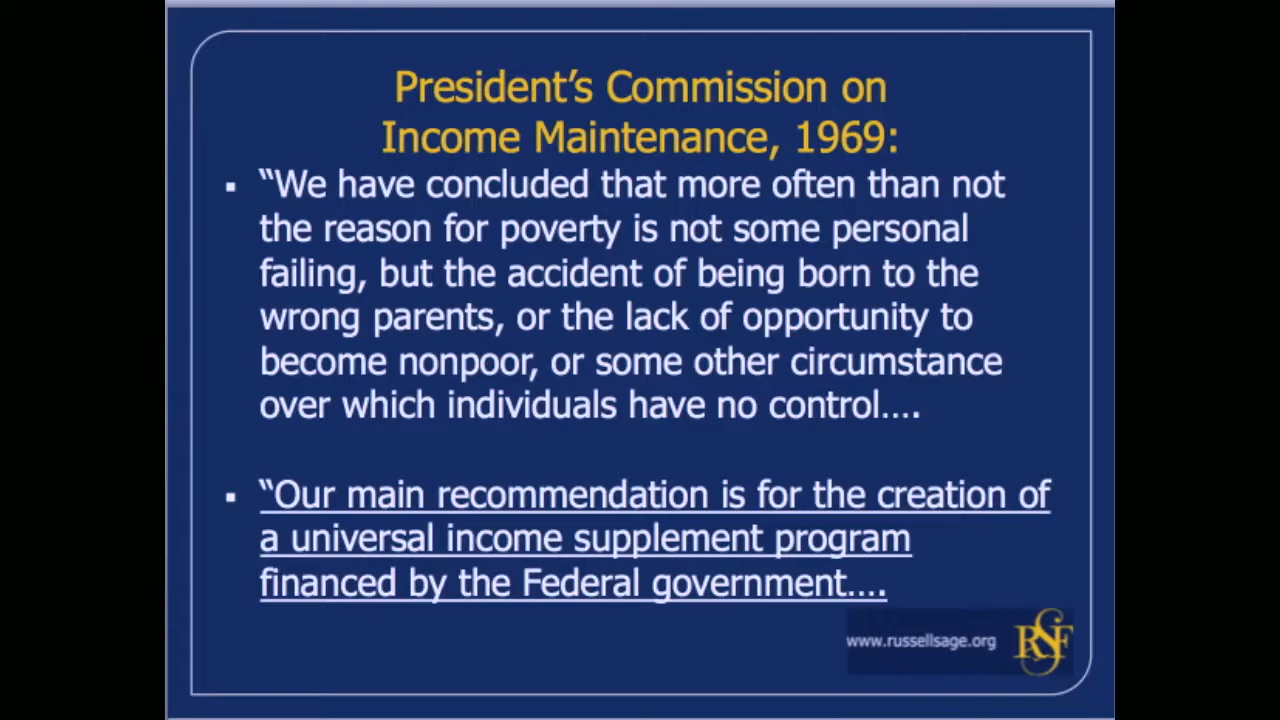 President’s Commission on
Income Maintenance, 1969:
▪ “We have concluded that more often than not
the reason for poverty is not some personal
failing, but the accident of being born to the
wrong parents, or the lack of opportunity to
become nonpoor, or some other circumstance
over which individuals have no control….
▪ “Our main recommendation is for the creation of
a universal income supplement program
financed by the Federal government….
www.russellsage.org RSF